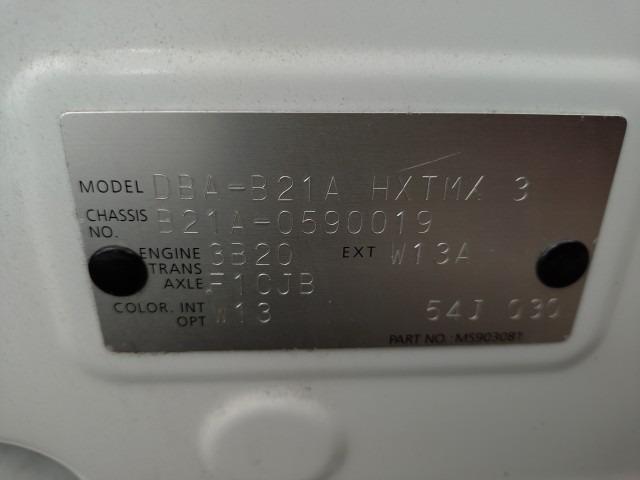 MODEL DBA-B21A HXTMX 3
CHASSIS NO. B21A-0590019
ENGINE 3B20 EXT W13A
TRANS AXLE F1CJB
COLOR. INT OPT W13 54J 030
PART NO.: MS903081